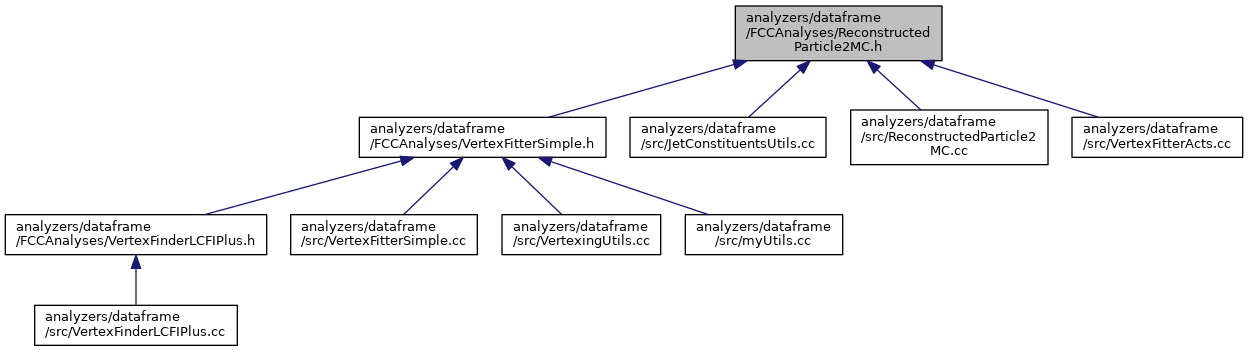 analyzers/dataframe
/FCCAnalyses/Reconstructed
Particle2MC.h
analyzers/dataframe
/FCCAnalyses/VertexFitterSimple.h
analyzers/dataframe
/src/JetConstituentsUtils.cc
analyzers/dataframe
/src/ReconstructedParticle2
MC.cc
analyzers/dataframe
/src/VertexFitterActs.cc
analyzers/dataframe
/FCCAnalyses/VertexFinderLCFIPlus.h
analyzers/dataframe
/src/VertexFitterSimple.cc
analyzers/dataframe
/src/VertexingUtils.cc
analyzers/dataframe
/src/myUtils.cc
analyzers/dataframe
/src/VertexFinderLCFIPlus.cc